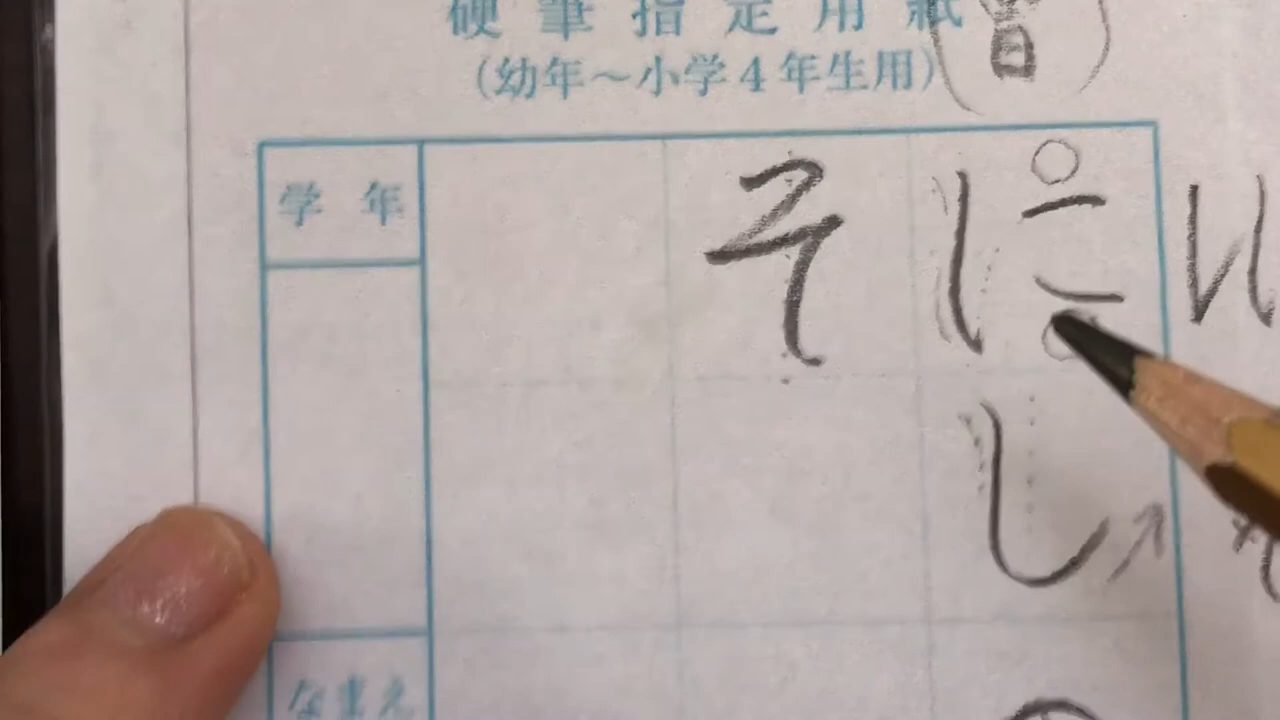 硬筆指定用紙
(幼年～小学4年生用)
に
し
そ
学年
なまえ